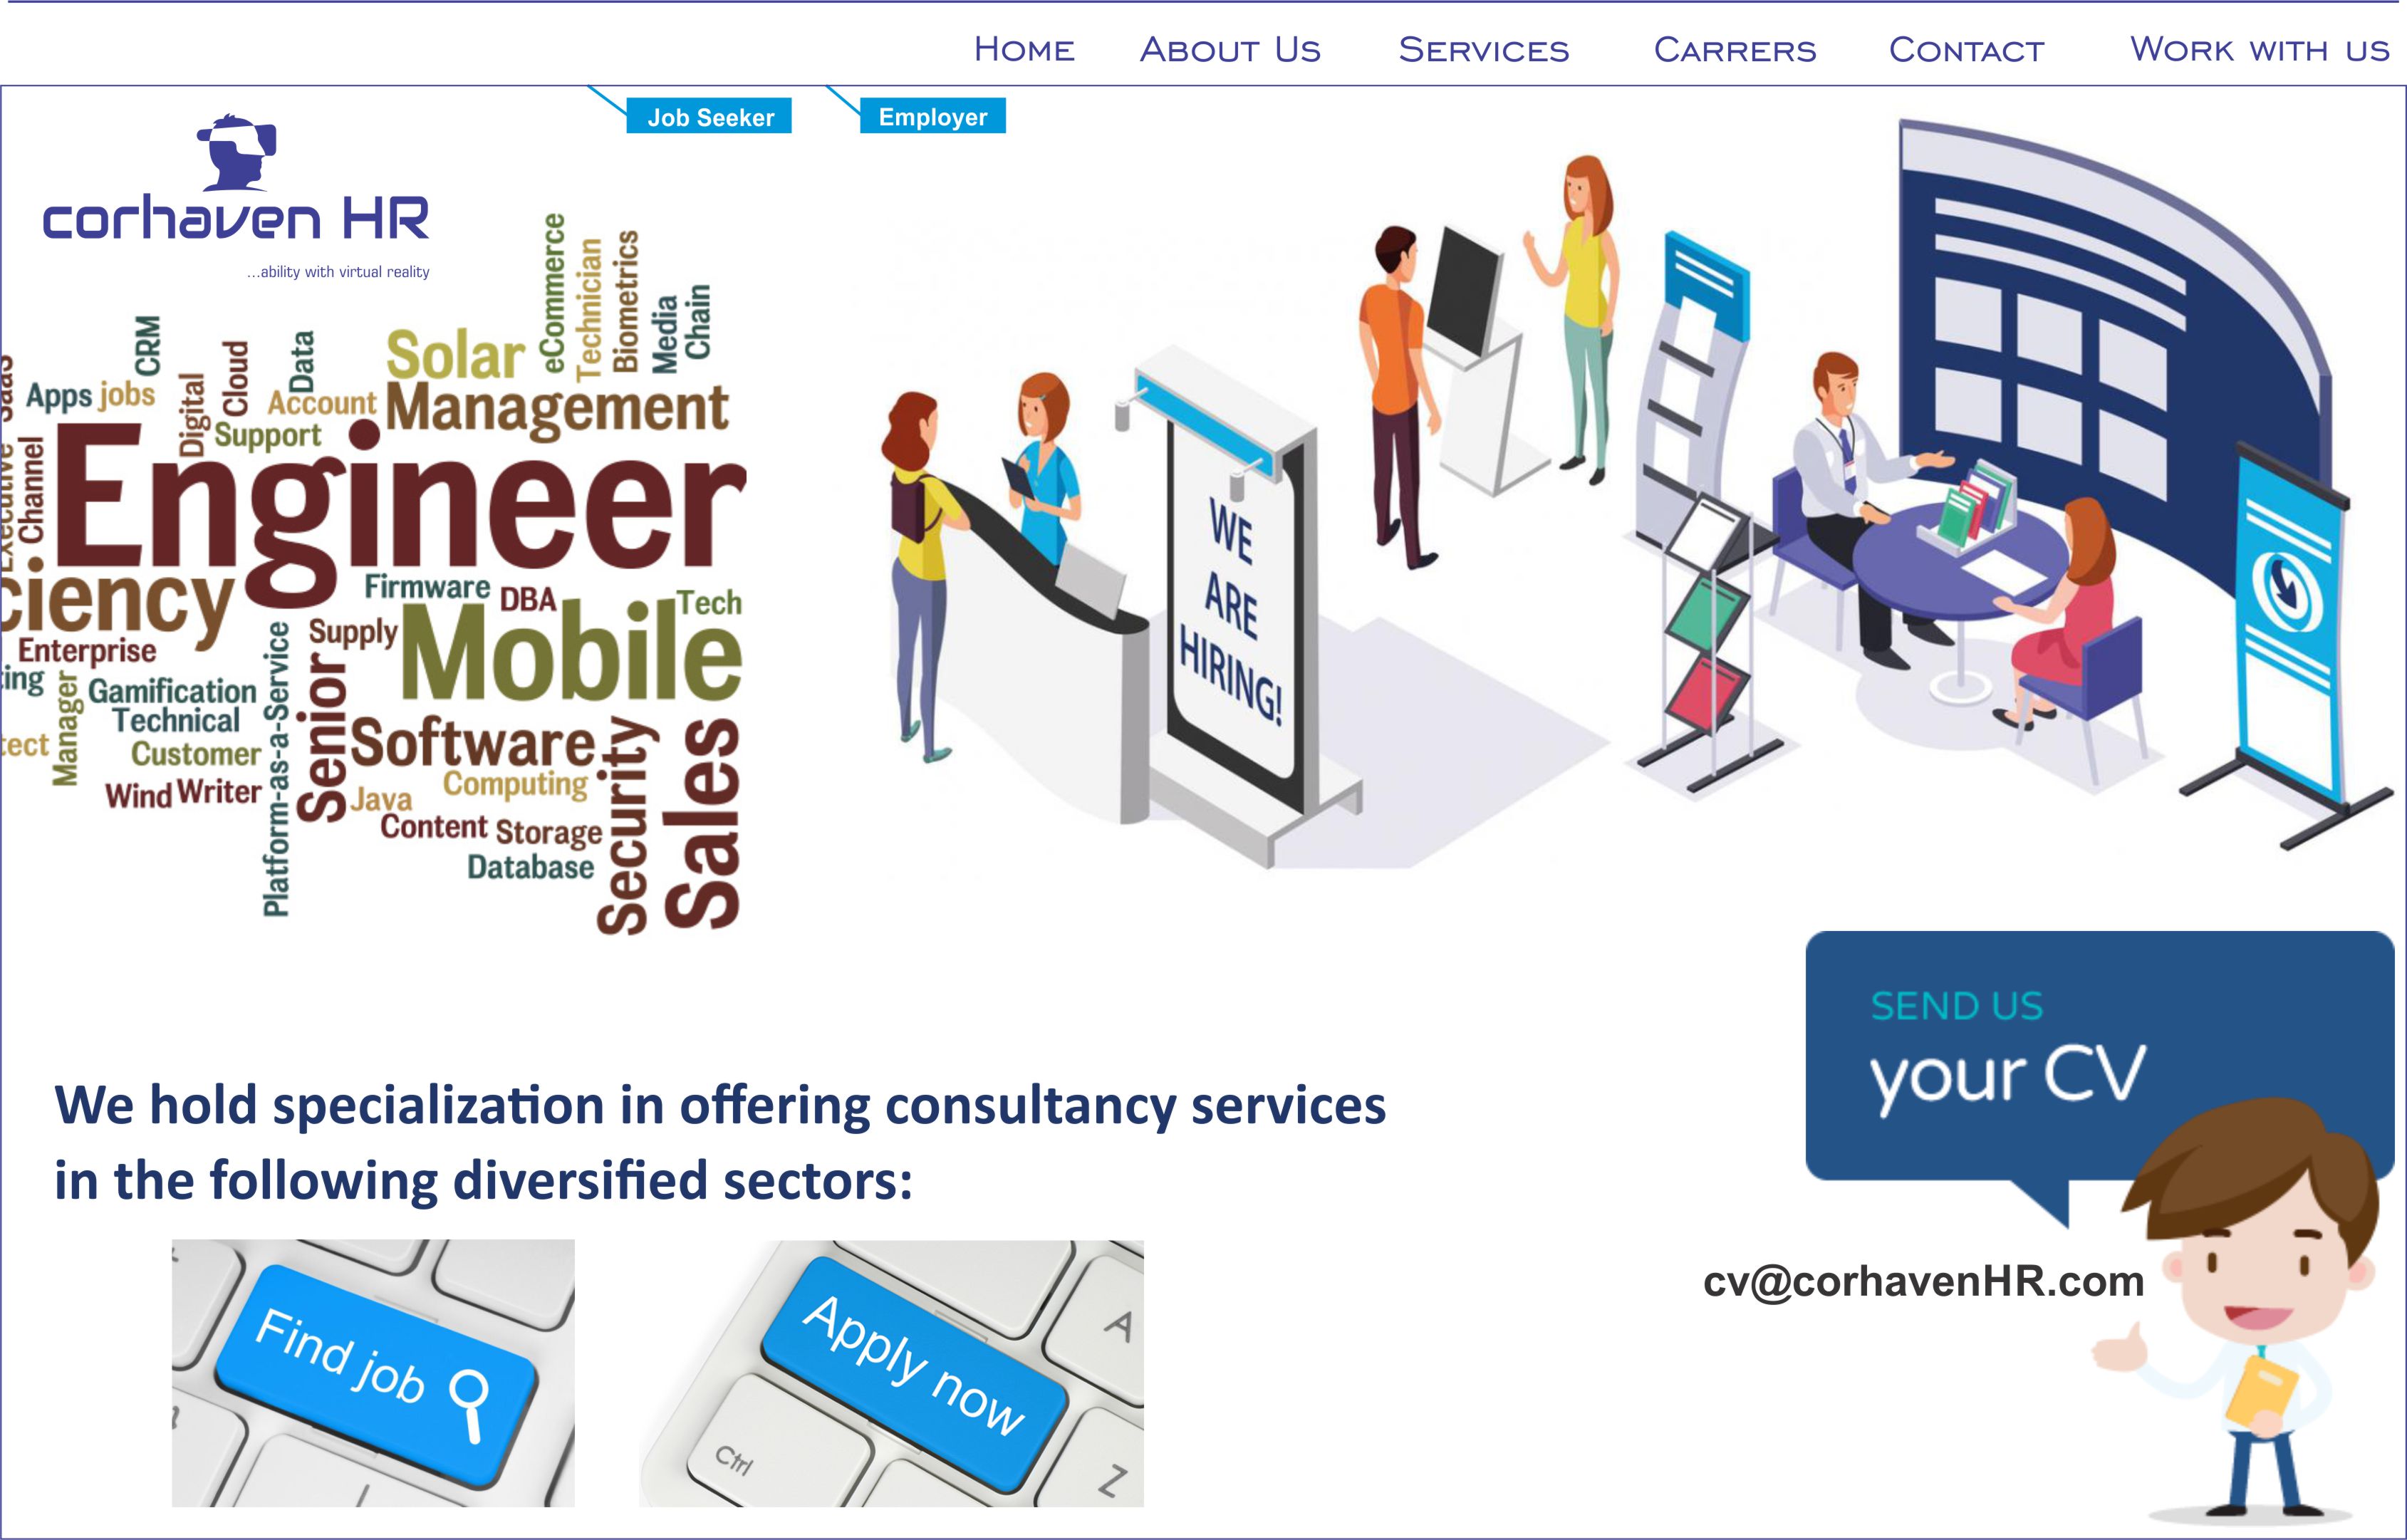 Home About Us Services Carrers Contact Work with us
Job Seeker Employer
corhaven HR
...ability with virtual reality
eCommerce
Technician
Biometrics
Media
Chain
CRM
Digital
Cloud
Data
Solar
Apps jobs
Account
Management
Support
Executive SaaS
Channel
Engineer
ciency
Firmware
DBA
Tech
Enterprise
Supply
Mobile
ing
Manager
Gamification
Platform-as-a-Service
Senior
Technical
Software
tect
Customer
Security
Sales
Wind Writer
Java
Computing
Content Storage
Database
WE
ARE
HIRING!
SEND US
your CV
We hold specialization in offering consultancy services
in the following diversified sectors:
cv@corhavenHR.com
Find job
Apply now
A
Ctrl
Z